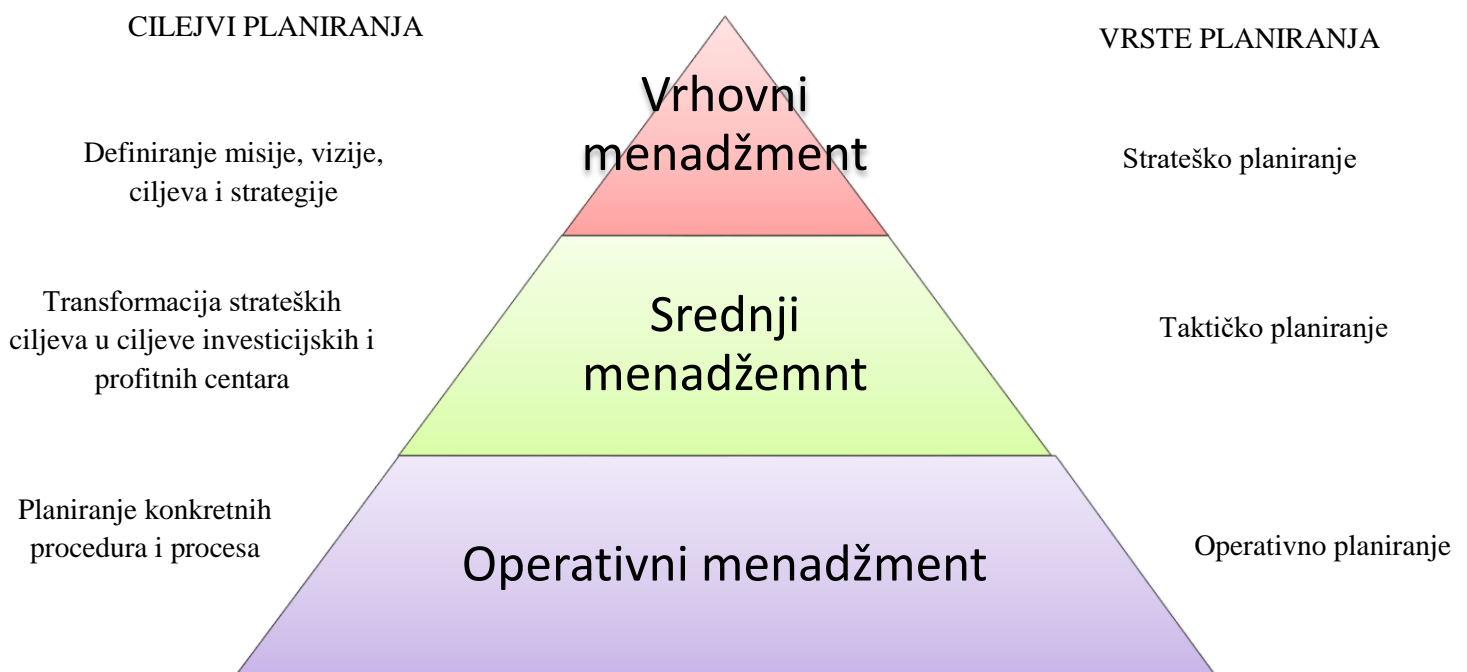 CILEJVI PLANIRANJA
VRSTE PLANIRANJA
Vrhovni
menadžment
Definiranje misije, vizije,
ciljeva i strategije
Strateško planiranje
Transformacija strateških
ciljeva u ciljeve investicijskih i
profitnih centara
Srednji
menadžemnt
Taktičko planiranje
Planiranje konkretnih
procedura i procesa
Operativni menadžment
Operativno planiranje